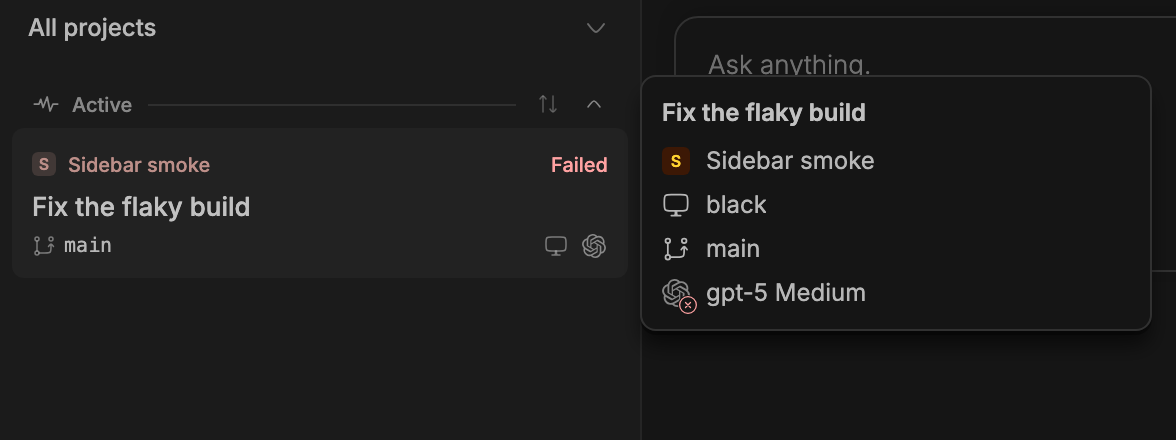 All projects
Ask anything.
Active
S Sidebar smoke Failed
Fix the flaky build
main
Fix the flaky build
S Sidebar smoke
black
main
gpt-5 Medium